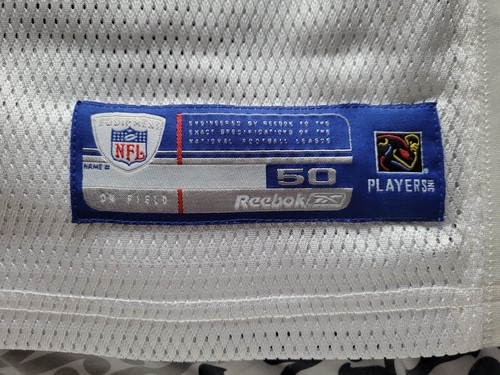 EQUIPMENT
NFL
ENGINEERED BY REEBOK TO THE
EXACT SPECIFICATIONS OF THE
NATIONAL FOOTBALL LEAGUE
NAME #
50
ON FIELD
Reebok
PLAYERS INC